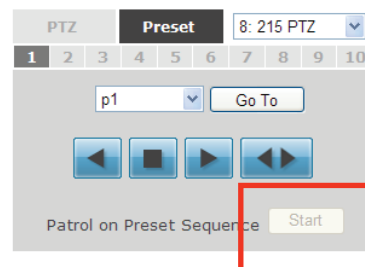 PTZ Preset 8: 215 PTZ
1 2 3 4 5 6 7 8 9 10
p1 Go To
Patrol on Preset Sequence Start